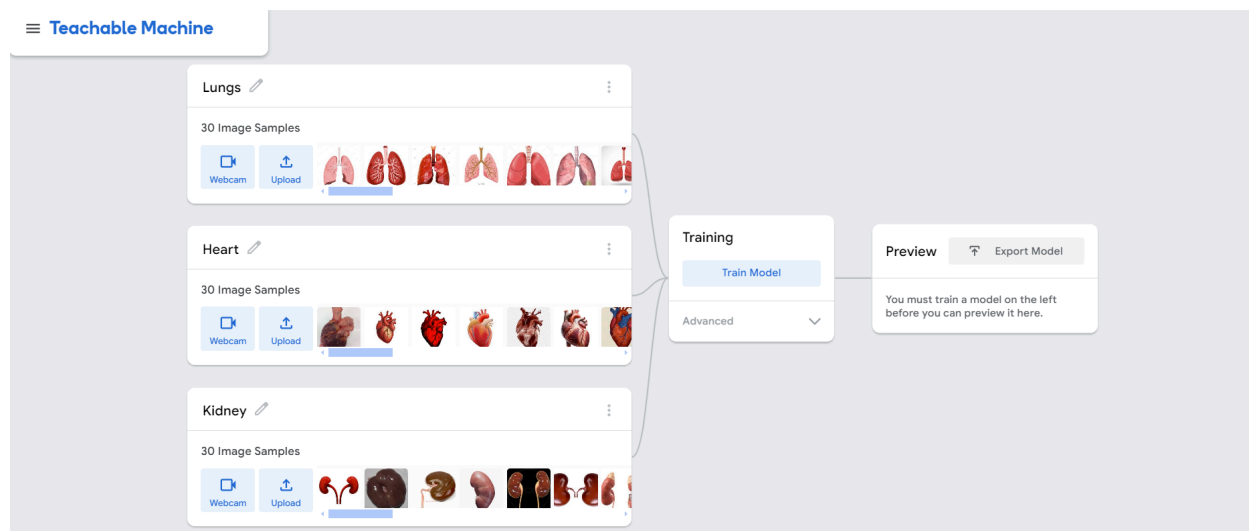 Teachable Machine
Lungs
30 Image Samples
Webcam
Upload
Heart
30 Image Samples
Webcam
Upload
Kidney
30 Image Samples
Webcam
Upload
Training
Train Model
Advanced
Preview
Export Model
You must train a model on the left
before you can preview it here.